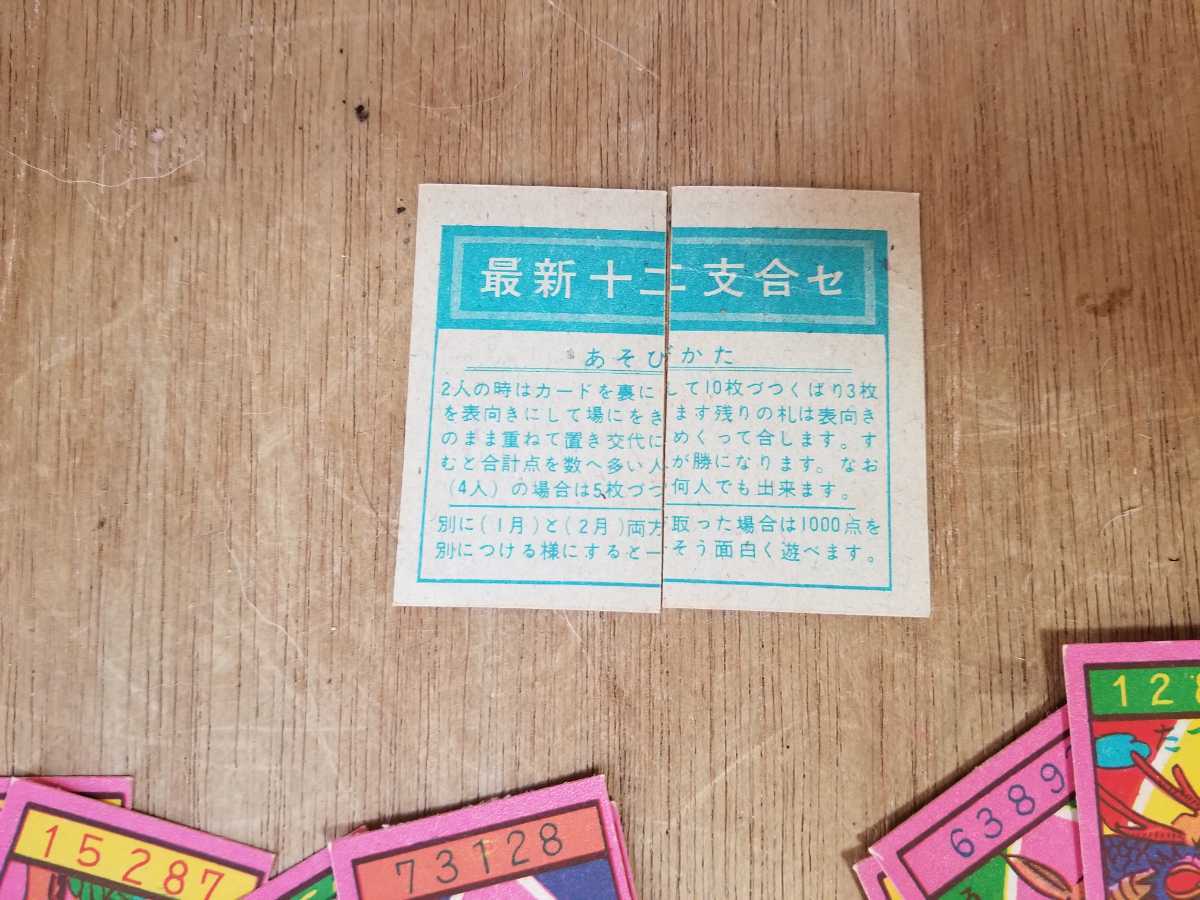 最新十二支合セ
あそびかた
2人の時はカードを裏にして10枚づつくばり3枚
を表向きにして場にをきます残りの札は表向き
のまま重ねて置き交代にめくって合します。す
むと合計点を数へ多い人が勝になります。なお
(4人)の場合は5枚づつ何人でも出来ます。
別に(1月)と(2月)両方取った場合は1000点を
別につける様にすると一そう面白く遊べます。
15287
73128
6389
128
たつ